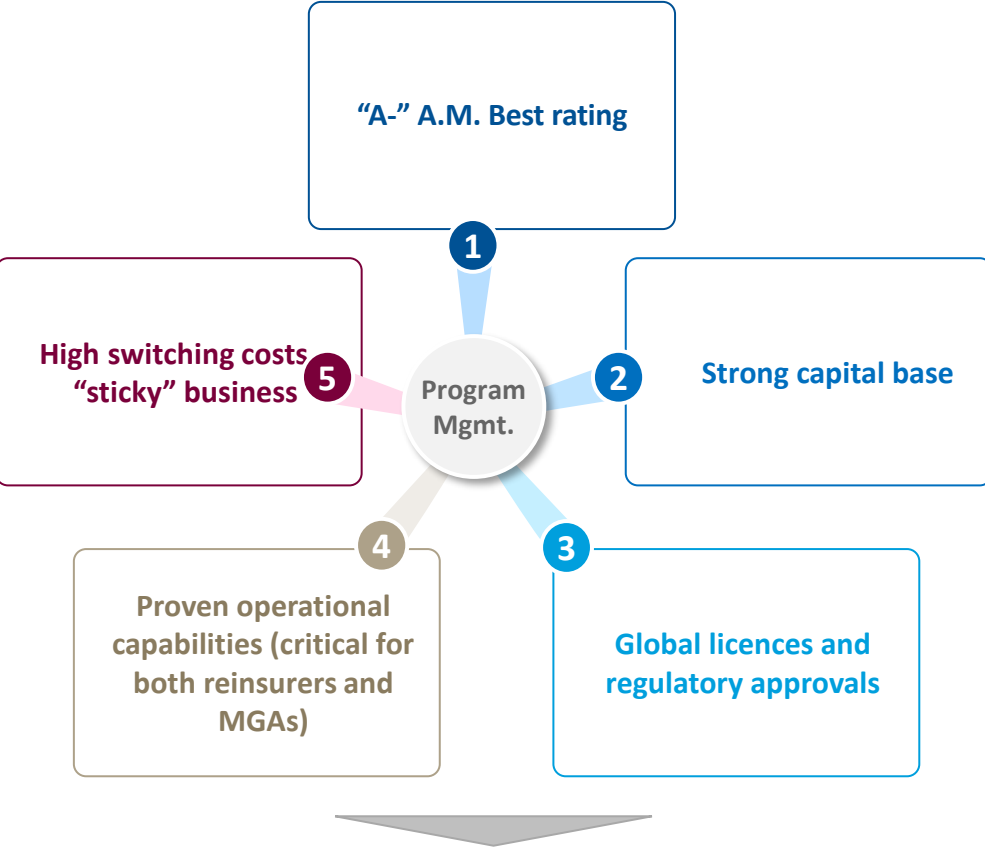 “A-” A.M. Best rating
1
High switching costs
“sticky” business
5
Program
Mgmt.
2
Strong capital base
4
3
Proven operational
capabilities (critical for
both reinsurers and
MGAs)
Global licences and
regulatory approvals